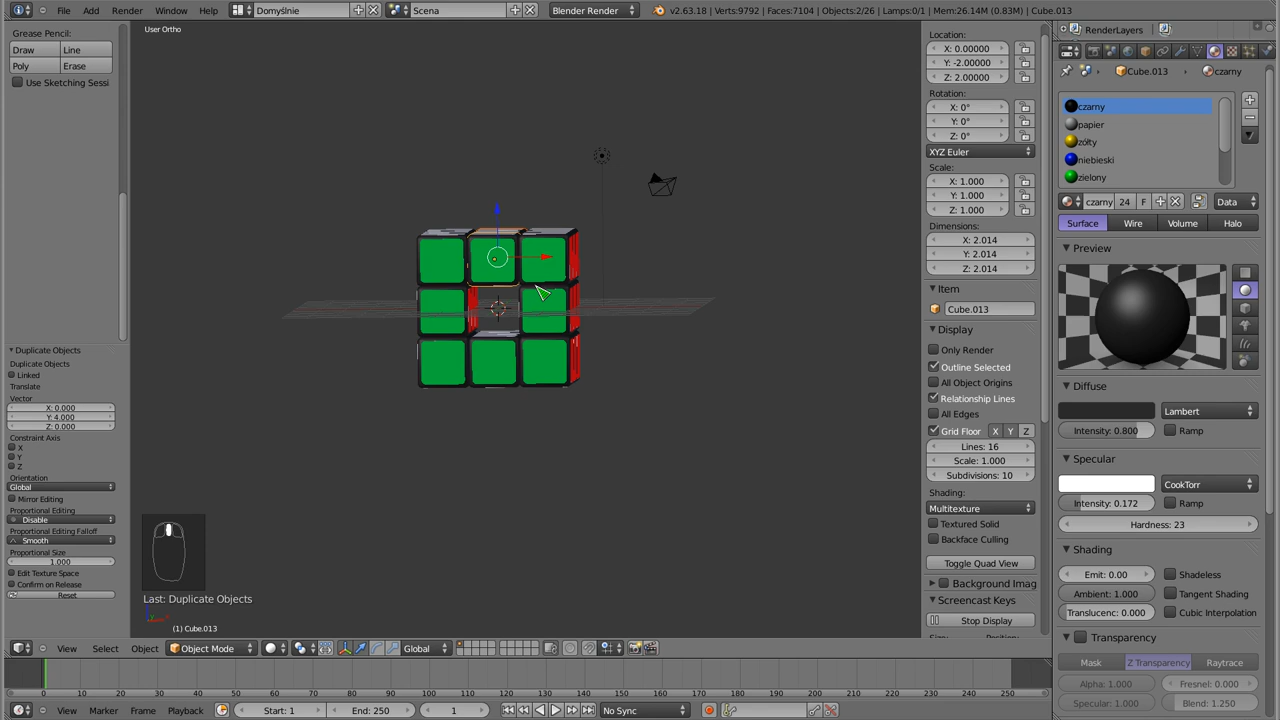 File Add Render Window Help Domyślnie Scena Blender Render v2.63.18 | Verts:9792 | Faces:7104 | Objects:2/26 | Lamps:0/1 | Mem:26.14M (0.83M) | Cube.013
Grease Pencil:
Draw Line
Poly Erase
Use Sketching Sessi
Duplicate Objects
Duplicate Objects
Linked
Translate
Vector
X: 0.000
Y: 4.000
Z: 0.000
Constraint Axis
X
Y
Z
Orientation
Global
Mirror Editing
Proportional Editing
Disable
Proportional Editing Falloff
Smooth
Proportional Size
1.000
Edit Texture Space
Confirm on Release
Reset
User Ortho
Last: Duplicate Objects
(1) Cube.013
Location:
X: 0.00000
Y: -2.00000
Z: 2.00000
Rotation:
X: 0°
Y: 0°
Z: 0°
XYZ Euler
Scale:
X: 1.000
Y: 1.000
Z: 1.000
Dimensions:
X: 2.014
Y: 2.014
Z: 2.014
Item
Cube.013
Display
Only Render
Outline Selected
All Object Origins
Relationship Lines
All Edges
Grid Floor X Y Z
Lines: 16
Scale: 1.000
Subdivisions: 10
Shading:
Multitexture
Textured Solid
Backface Culling
Toggle Quad View
Background Imag
Screencast Keys
Stop Display
RenderLayers
Cube.013 czarny
czarny
papier
żółty
niebieski
zielony
czarny 24 F Data
Surface Wire Volume Halo
Preview
Diffuse
Lambert
Intensity: 0.800 Ramp
Specular
CookTorr
Intensity: 0.172 Ramp
Hardness: 23
Shading
Emit: 0.00 Shadeless
Ambient: 1.000 Tangent Shading
Translucenc: 0.000 Cubic Interpolation
Transparency
Mask Z Transparency Raytrace
Alpha: 1.000 Fresnel: 0.000
Specular: 1.000 Blend: 1.250
View Select Object Object Mode Global
0 10 20 30 40 50 60 70 80 90 100 110 120 130 140 150 160 170 180 190 200 210 220 230 240 250
View Marker Frame Playback Start: 1 End: 250 1 No Sync